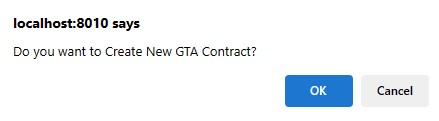 localhost:8010 says
Do you want to Create New GTA Contract?
OK
Cancel